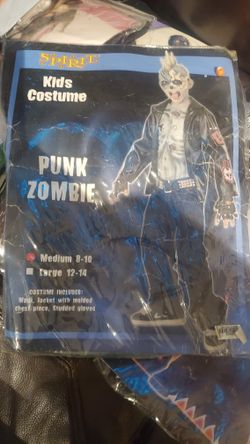 SPIRIT
Kids
Costume
PUNK
ZOMBIE
Medium 8-10
Large 12-14
COSTUME INCLUDES:
Mask, Jacket with molded
chest piece, Studded gloves